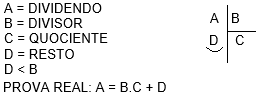 A = DIVIDENDO
B = DIVISOR
C = QUOCIENTE
D = RESTO
D < B
PROVA REAL: A = B.C + D
A B
D C